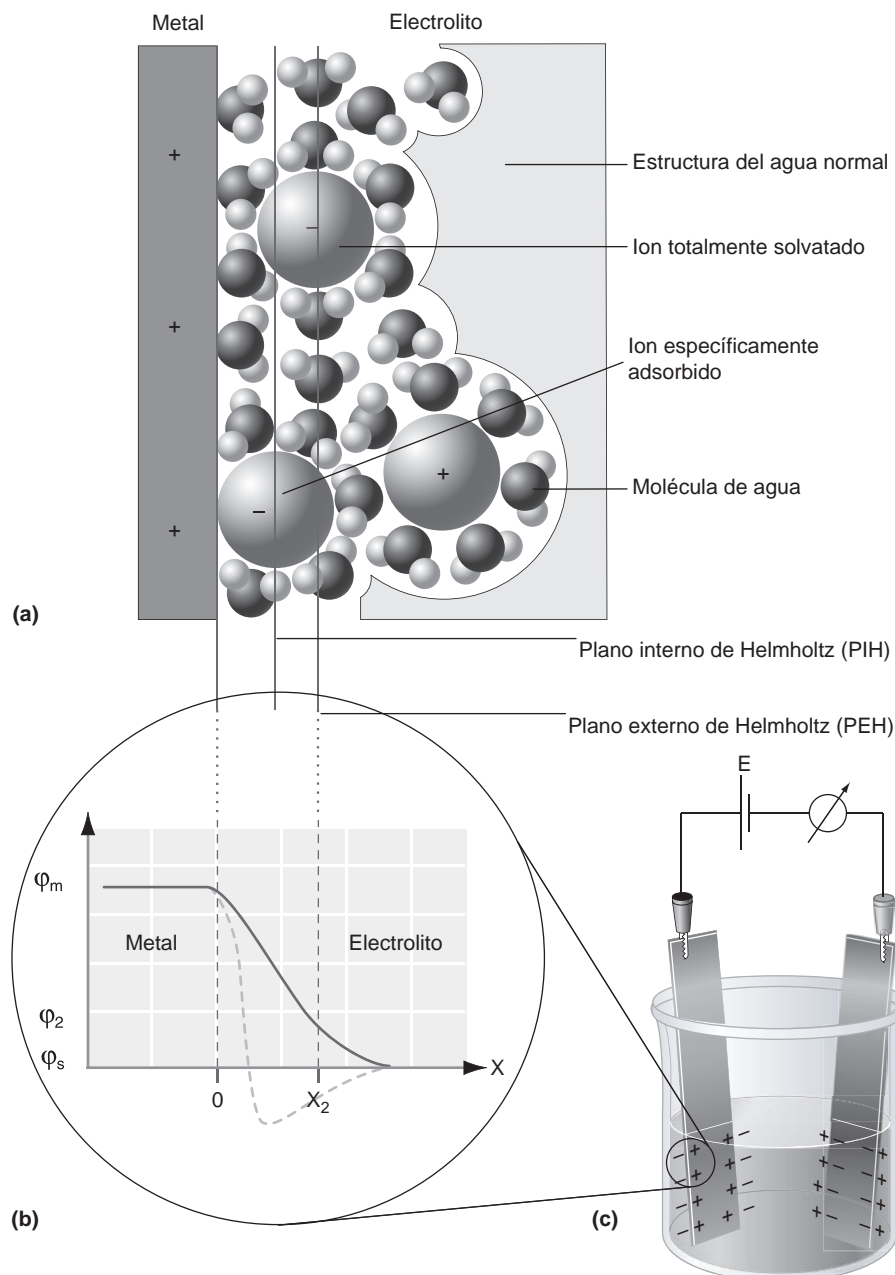 Metal
Electrolito
+
Estructura del agua normal
−
Ion totalmente solvatado
+
Ion específicamente
adsorbido
+
Molécula de agua
−
+
(a)
Plano interno de Helmholtz (PIH)
Plano externo de Helmholtz (PEH)
E
φm
Metal
Electrolito
φ2
φs
X
0
X2
(b)
(c)